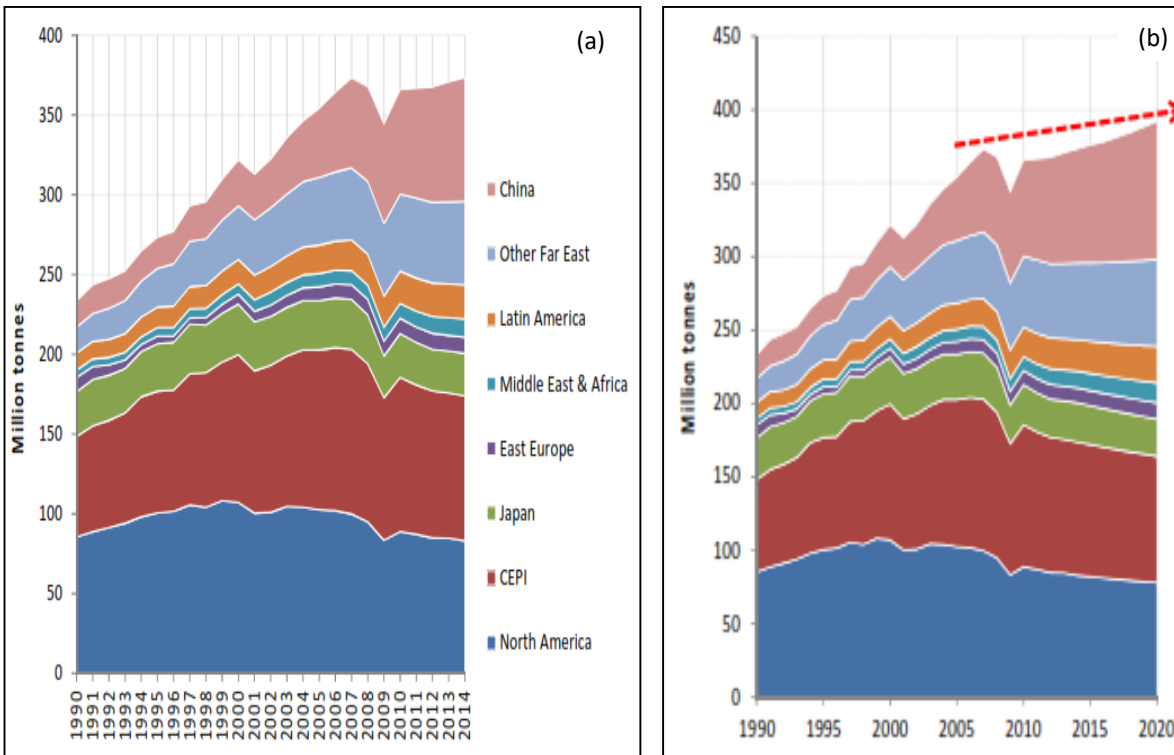 (a)
400
350
300
250
200
150
100
50
0
Million tonnes
1990 1991 1992 1993 1994 1995 1996 1997 1998 1999 2000 2001 2002 2003 2004 2005 2006 2007 2008 2009 2010 2011 2012 2013 2014
China
Other Far East
Latin America
Middle East & Africa
East Europe
Japan
CEPI
North America
(b)
450
400
350
300
250
200
150
100
50
0
Million tonnes
1990 1995 2000 2005 2010 2015 2020